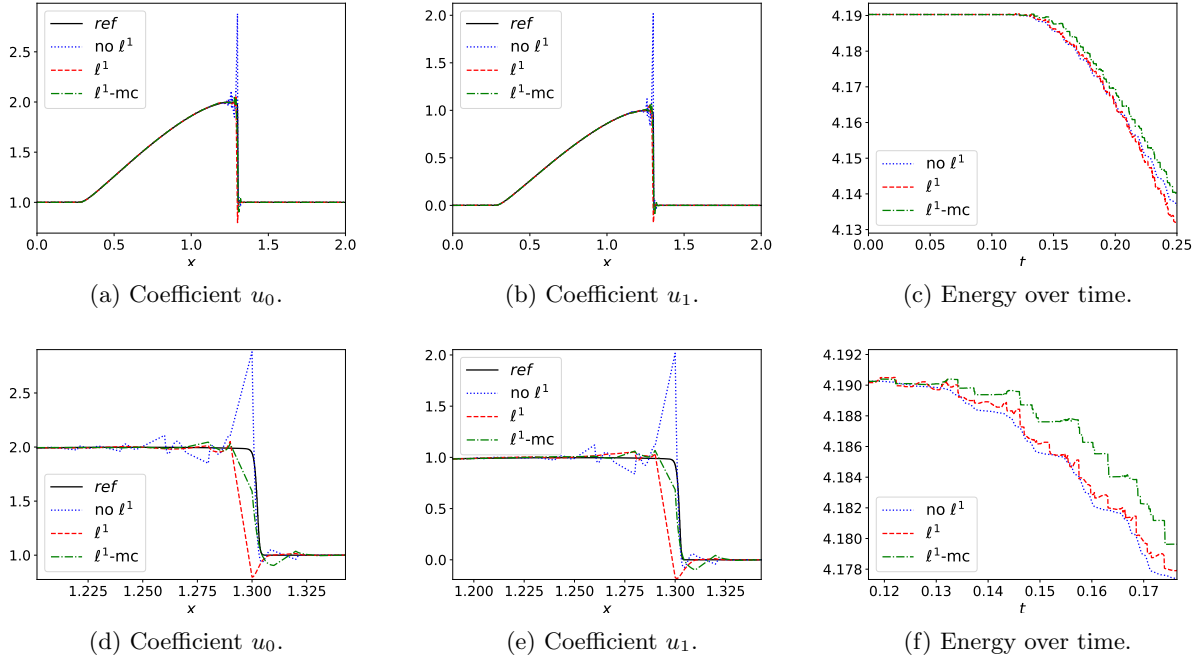 2.5
2.0
1.5
1.0
ref
no ℓ¹
ℓ¹
ℓ¹-mc
0.0 0.5 1.0 1.5 2.0
x
(a) Coefficient u₀.
2.0
1.5
1.0
0.5
0.0
ref
no ℓ¹
ℓ¹
ℓ¹-mc
0.0 0.5 1.0 1.5 2.0
x
(b) Coefficient u₁.
4.19
4.18
4.17
4.16
4.15
4.14
4.13
no ℓ¹
ℓ¹
ℓ¹-mc
0.00 0.05 0.10 0.15 0.20 0.25
t
(c) Energy over time.
2.5
2.0
1.5
1.0
ref
no ℓ¹
ℓ¹
ℓ¹-mc
1.225 1.250 1.275 1.300 1.325
x
(d) Coefficient u₀.
2.0
1.5
1.0
0.5
0.0
ref
no ℓ¹
ℓ¹
ℓ¹-mc
1.200 1.225 1.250 1.275 1.300 1.325
x
(e) Coefficient u₁.
4.192
4.190
4.188
4.186
4.184
4.182
4.180
4.178
no ℓ¹
ℓ¹
ℓ¹-mc
0.12 0.13 0.14 0.15 0.16 0.17
t
(f) Energy over time.